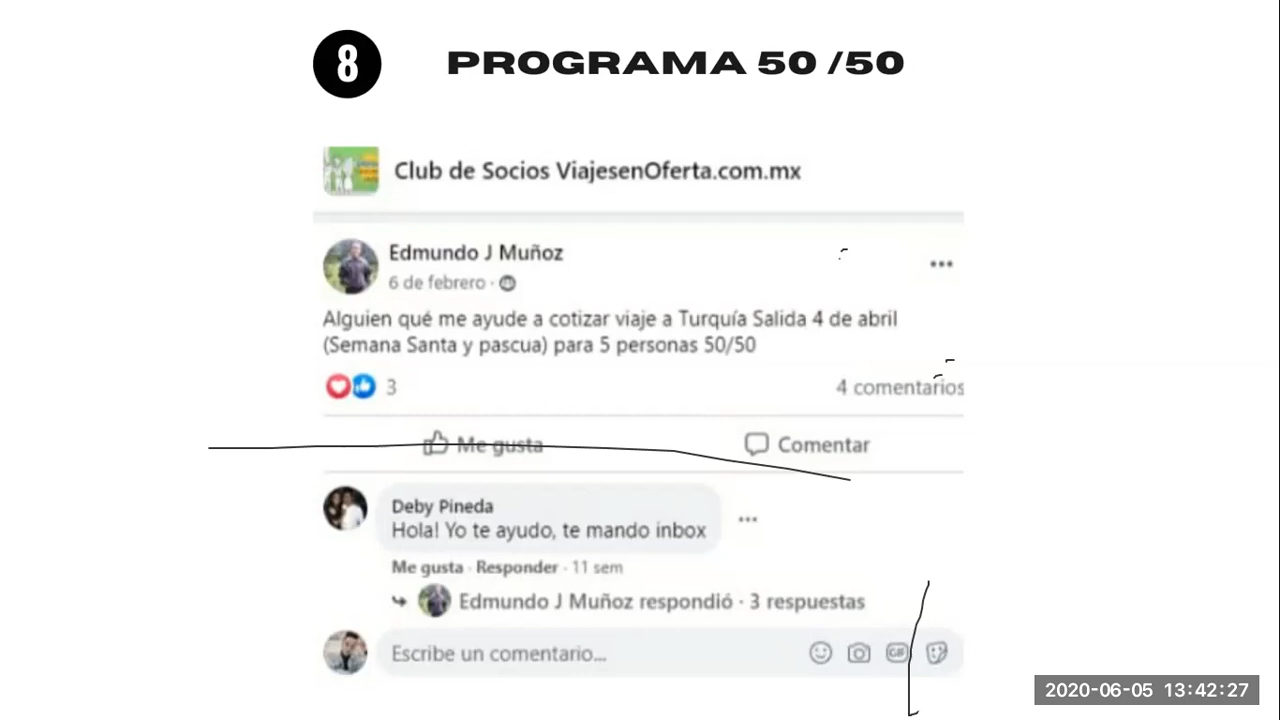 8
PROGRAMA 50 /50
Club de Socios ViajesenOferta.com.mx
Edmundo J Muñoz
6 de febrero ·
Alguien qué me ayude a cotizar viaje a Turquía Salida 4 de abril
(Semana Santa y pascua) para 5 personas 50/50
3
4 comentarios
Me gusta
Comentar
Deby Pineda
Hola! Yo te ayudo, te mando inbox
Me gusta · Responder · 11 sem
Edmundo J Muñoz respondió · 3 respuestas
Escribe un comentario...
GIF
2020-06-05 13:42:27